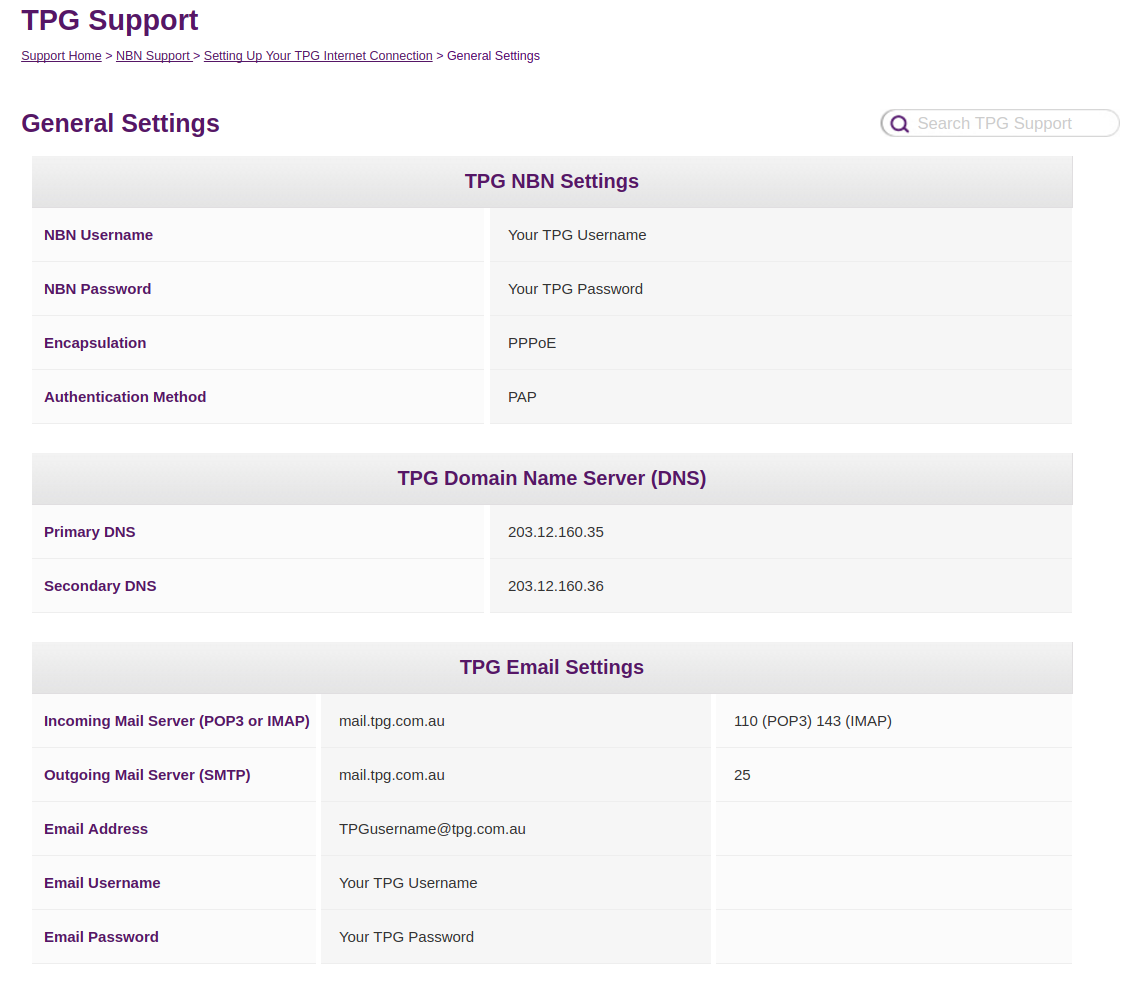 TPG Support
Support Home > NBN Support > Setting Up Your TPG Internet Connection > General Settings
General Settings
Search TPG Support
TPG NBN Settings
NBN Username Your TPG Username
NBN Password Your TPG Password
Encapsulation PPPoE
Authentication Method PAP
TPG Domain Name Server (DNS)
Primary DNS 203.12.160.35
Secondary DNS 203.12.160.36
TPG Email Settings
Incoming Mail Server (POP3 or IMAP) mail.tpg.com.au 110 (POP3) 143 (IMAP)
Outgoing Mail Server (SMTP) mail.tpg.com.au 25
Email Address TPGusername@tpg.com.au
Email Username Your TPG Username
Email Password Your TPG Password